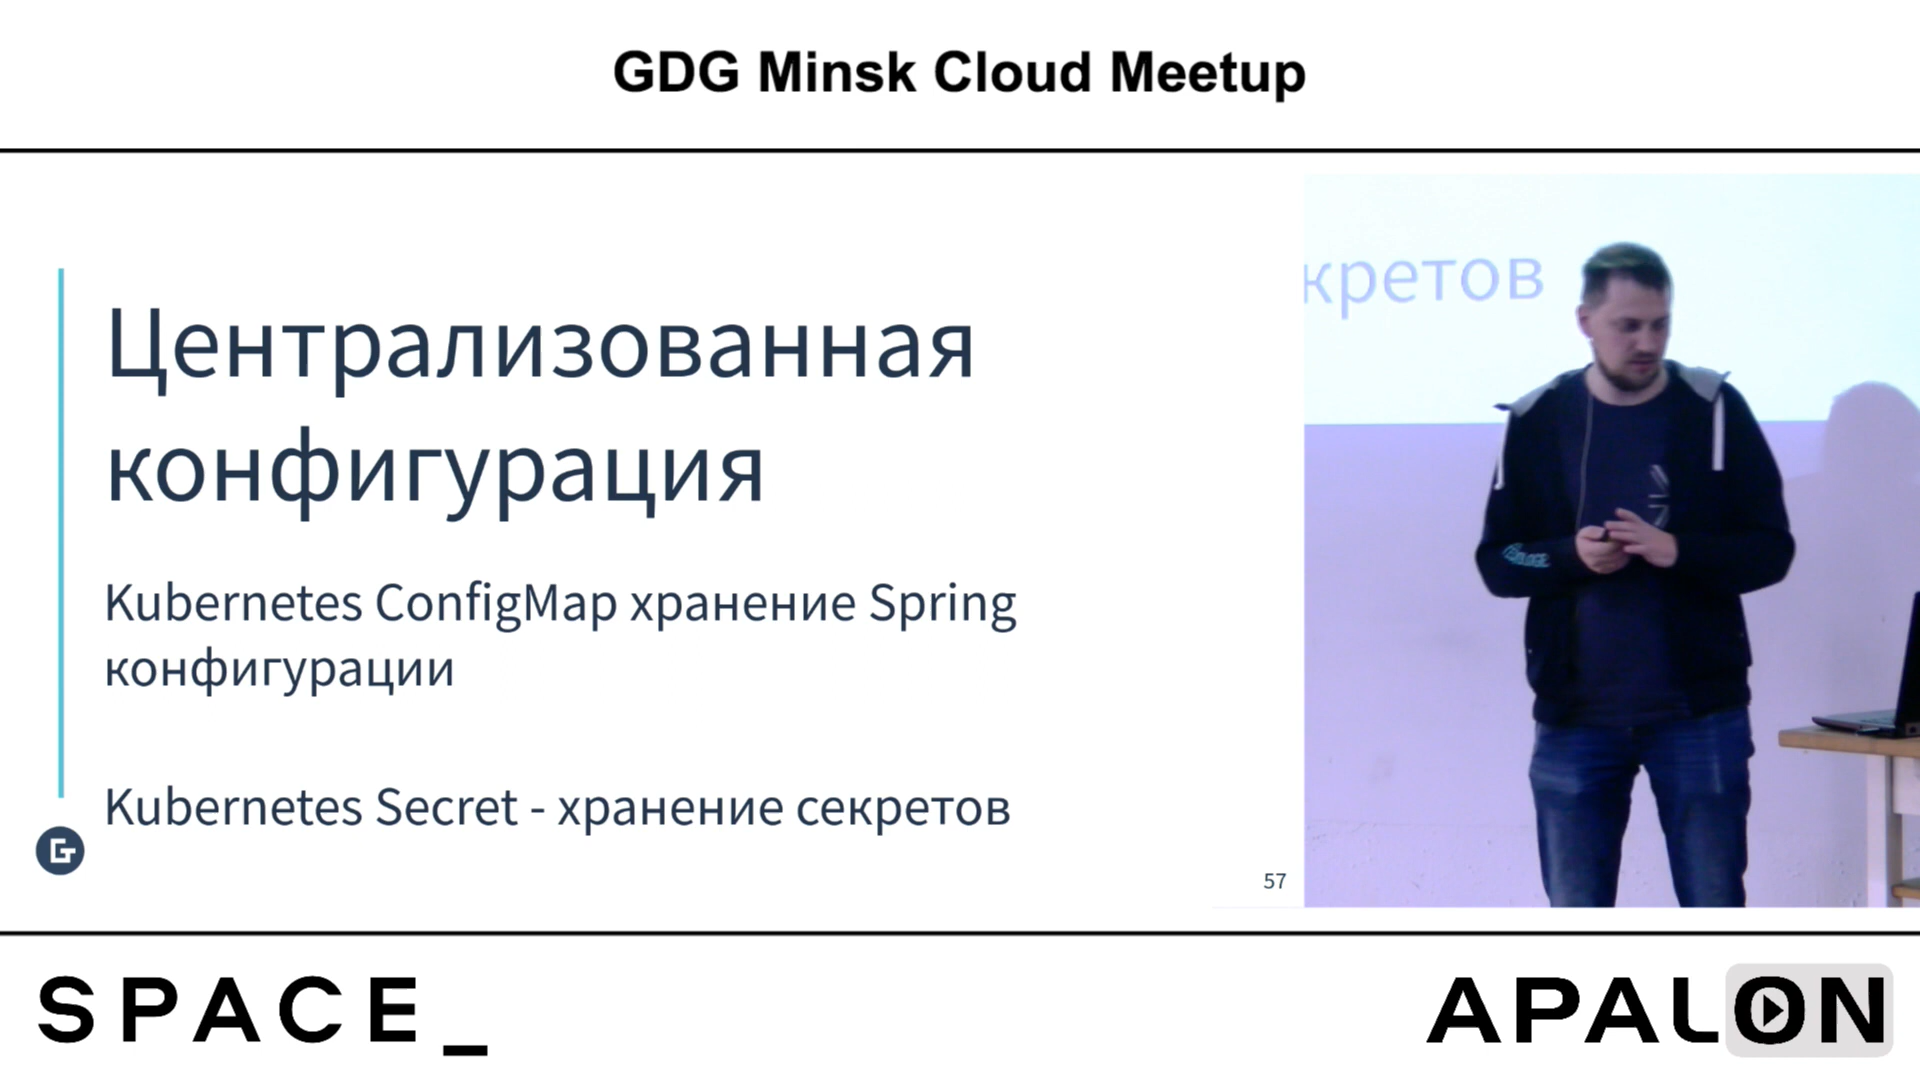 GDG Minsk Cloud Meetup
Централизованная
конфигурация
Kubernetes ConfigMap хранение Spring
конфигурации
Kubernetes Secret - хранение секретов
57
кретов
SPACE_
APALON